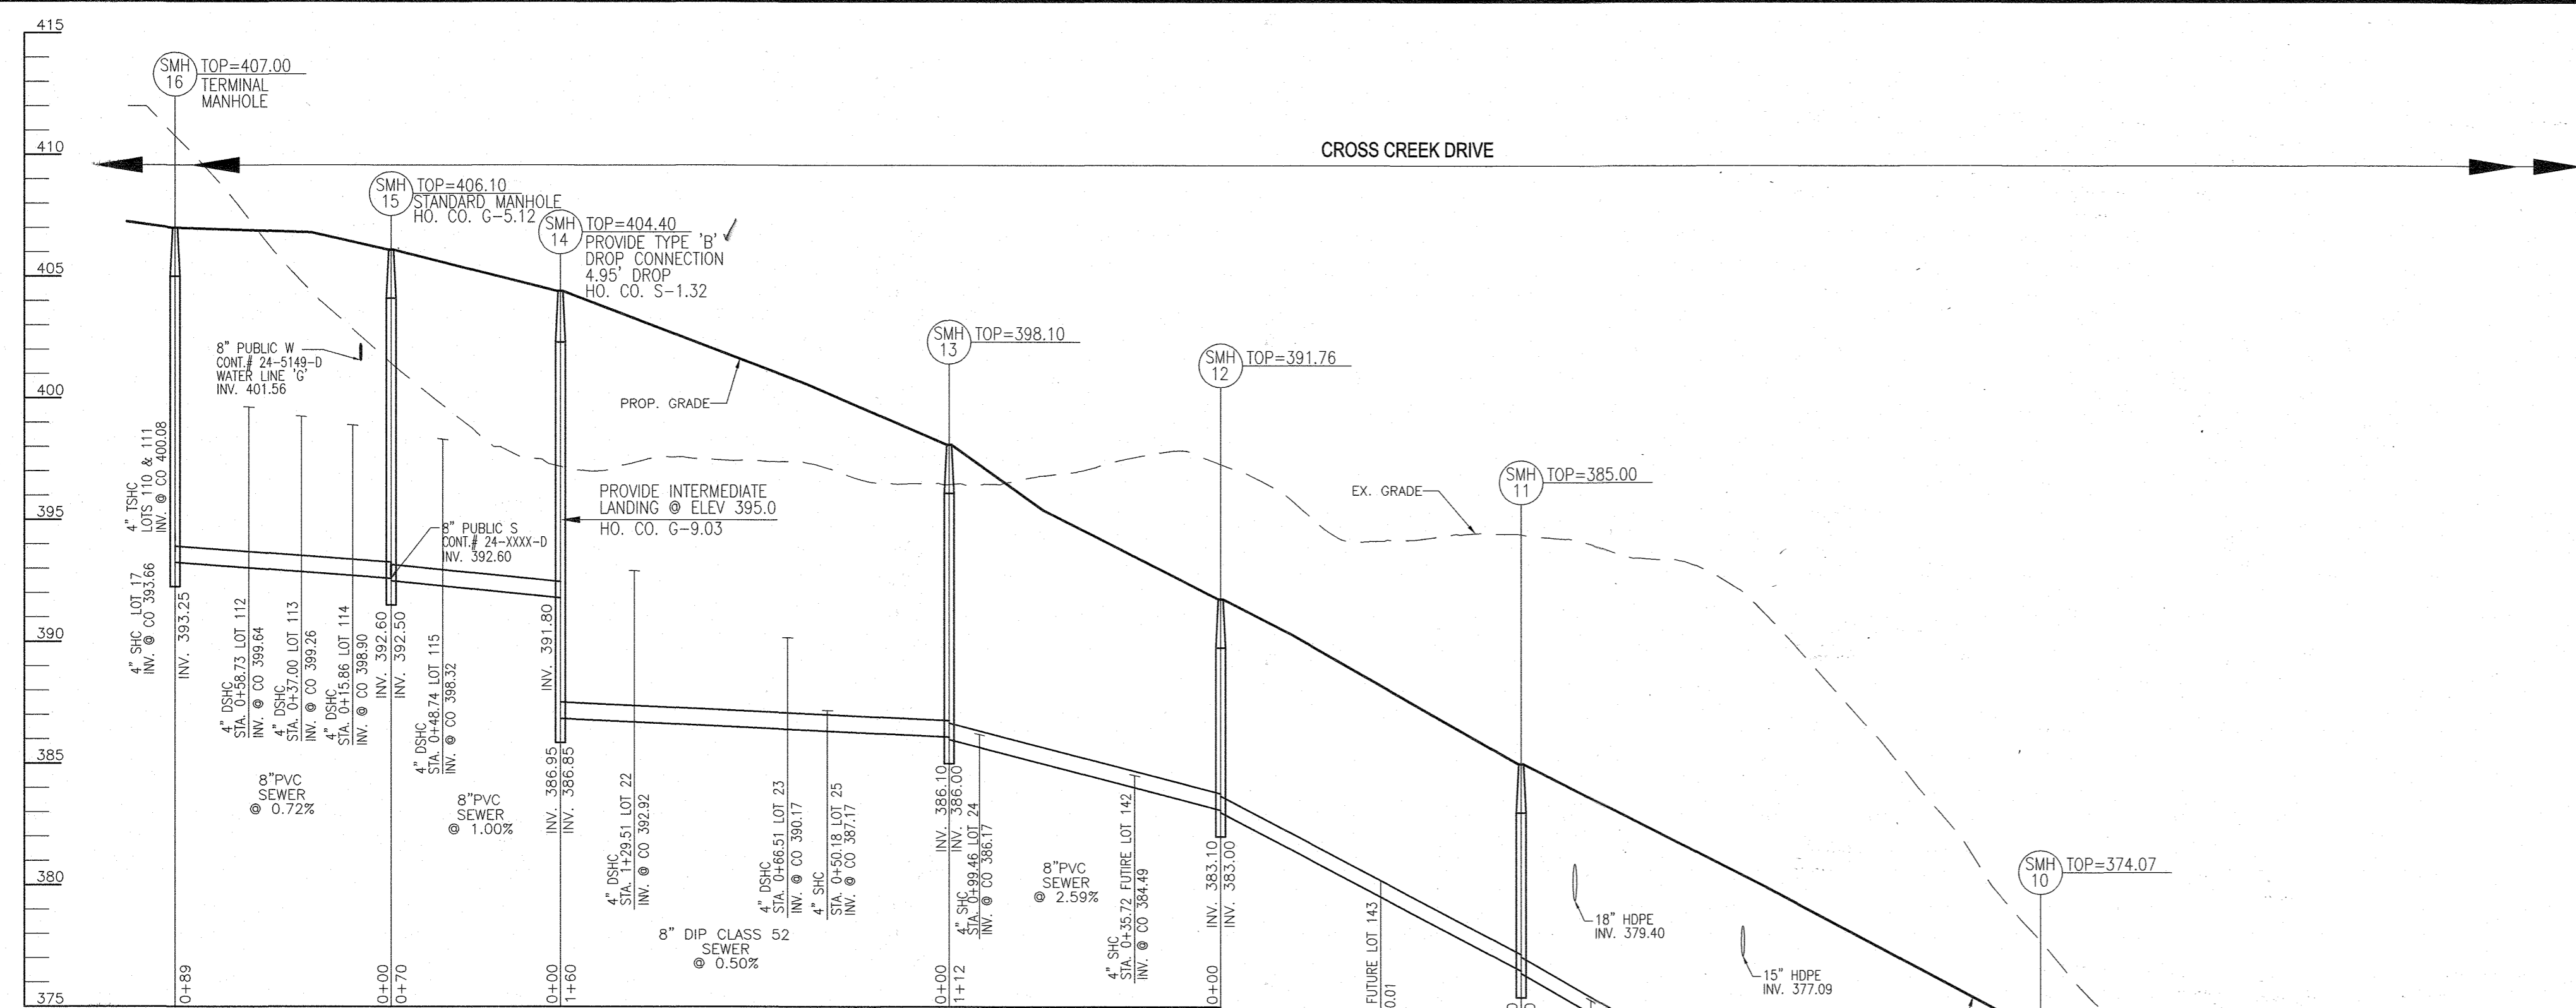 415
410
405
400
395
390
385
380
375
CROSS CREEK DRIVE
SMH
16
TOP=407.00
TERMINAL
MANHOLE
SMH
15
TOP=406.10
STANDARD MANHOLE
HO. CO. G-5.12
SMH
14
TOP=404.40
PROVIDE TYPE 'B'
DROP CONNECTION
4.95' DROP
HO. CO. S-1.32
SMH
13
TOP=398.10
SMH
12
TOP=391.76
SMH
11
TOP=385.00
SMH
10
TOP=374.07
8" PUBLIC W
CONT.# 24-5149-D
WATER LINE 'G'
INV. 401.56
PROP. GRADE
EX. GRADE
PROVIDE INTERMEDIATE
LANDING @ ELEV 395.0
HO. CO. G-9.03
8" PUBLIC S
CONT.# 24-XXXX-D
INV. 392.60
4" TSHC
LOTS 110 & 111
INV. @ CO 400.08
4" SHC LOT 17
INV. @ CO 393.66
INV. 393.25
4" DSHC
STA. 0+58.73 LOT 112
INV. @ CO 399.64
4" DSHC
STA. 0+37.00 LOT 113
INV. @ CO 399.26
4" DSHC
STA. 0+15.86 LOT 114
INV. @ CO 398.90
INV. 392.60
INV. 392.50
4" DSHC
STA. 0+48.74 LOT 115
INV. @ CO 398.32
INV. 391.80
INV. 386.95
INV. 386.85
4" DSHC
STA. 1+29.51 LOT 22
INV. @ CO 392.92
4" DSHC
STA. 0+66.51 LOT 23
INV. @ CO 390.17
4" SHC
STA. 0+50.18 LOT 25
INV. @ CO 387.17
INV. 386.10
INV. 386.00
4" SHC
STA. 0+99.46 LOT 24
INV. @ CO 386.17
4" SHC
STA. 0+35.72 FUTIRE LOT 142
INV. @ CO 384.49
INV. 383.10
INV. 383.00
FUTURE LOT 143
0.01
8"PVC
SEWER
@ 0.72%
8"PVC
SEWER
@ 1.00%
8" DIP CLASS 52
SEWER
@ 0.50%
8"PVC
SEWER
@ 2.59%
18" HDPE
INV. 379.40
15" HDPE
INV. 377.09
0+89
0+00
0+70
0+00
1+60
0+00
1+12
0+00